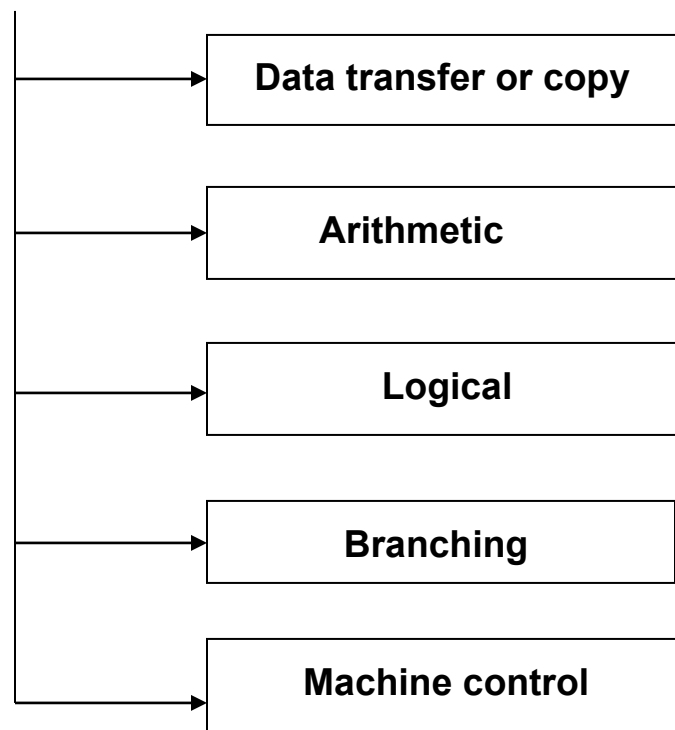 Data transfer or copy
Arithmetic
Logical
Branching
Machine control